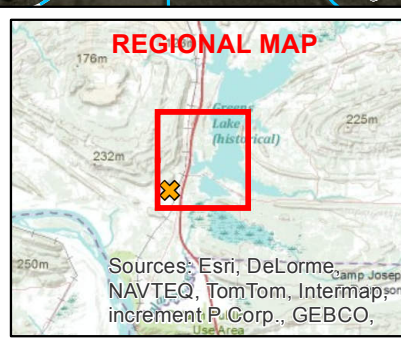 REGIONAL MAP
176m
Greens
Lake
(historical)
225m
232m
250m
Sources: Esri, DeLorme,
NAVTEQ, TomTom, Intermap,
increment P Corp., GEBCO,
Camp Josep
Use Area